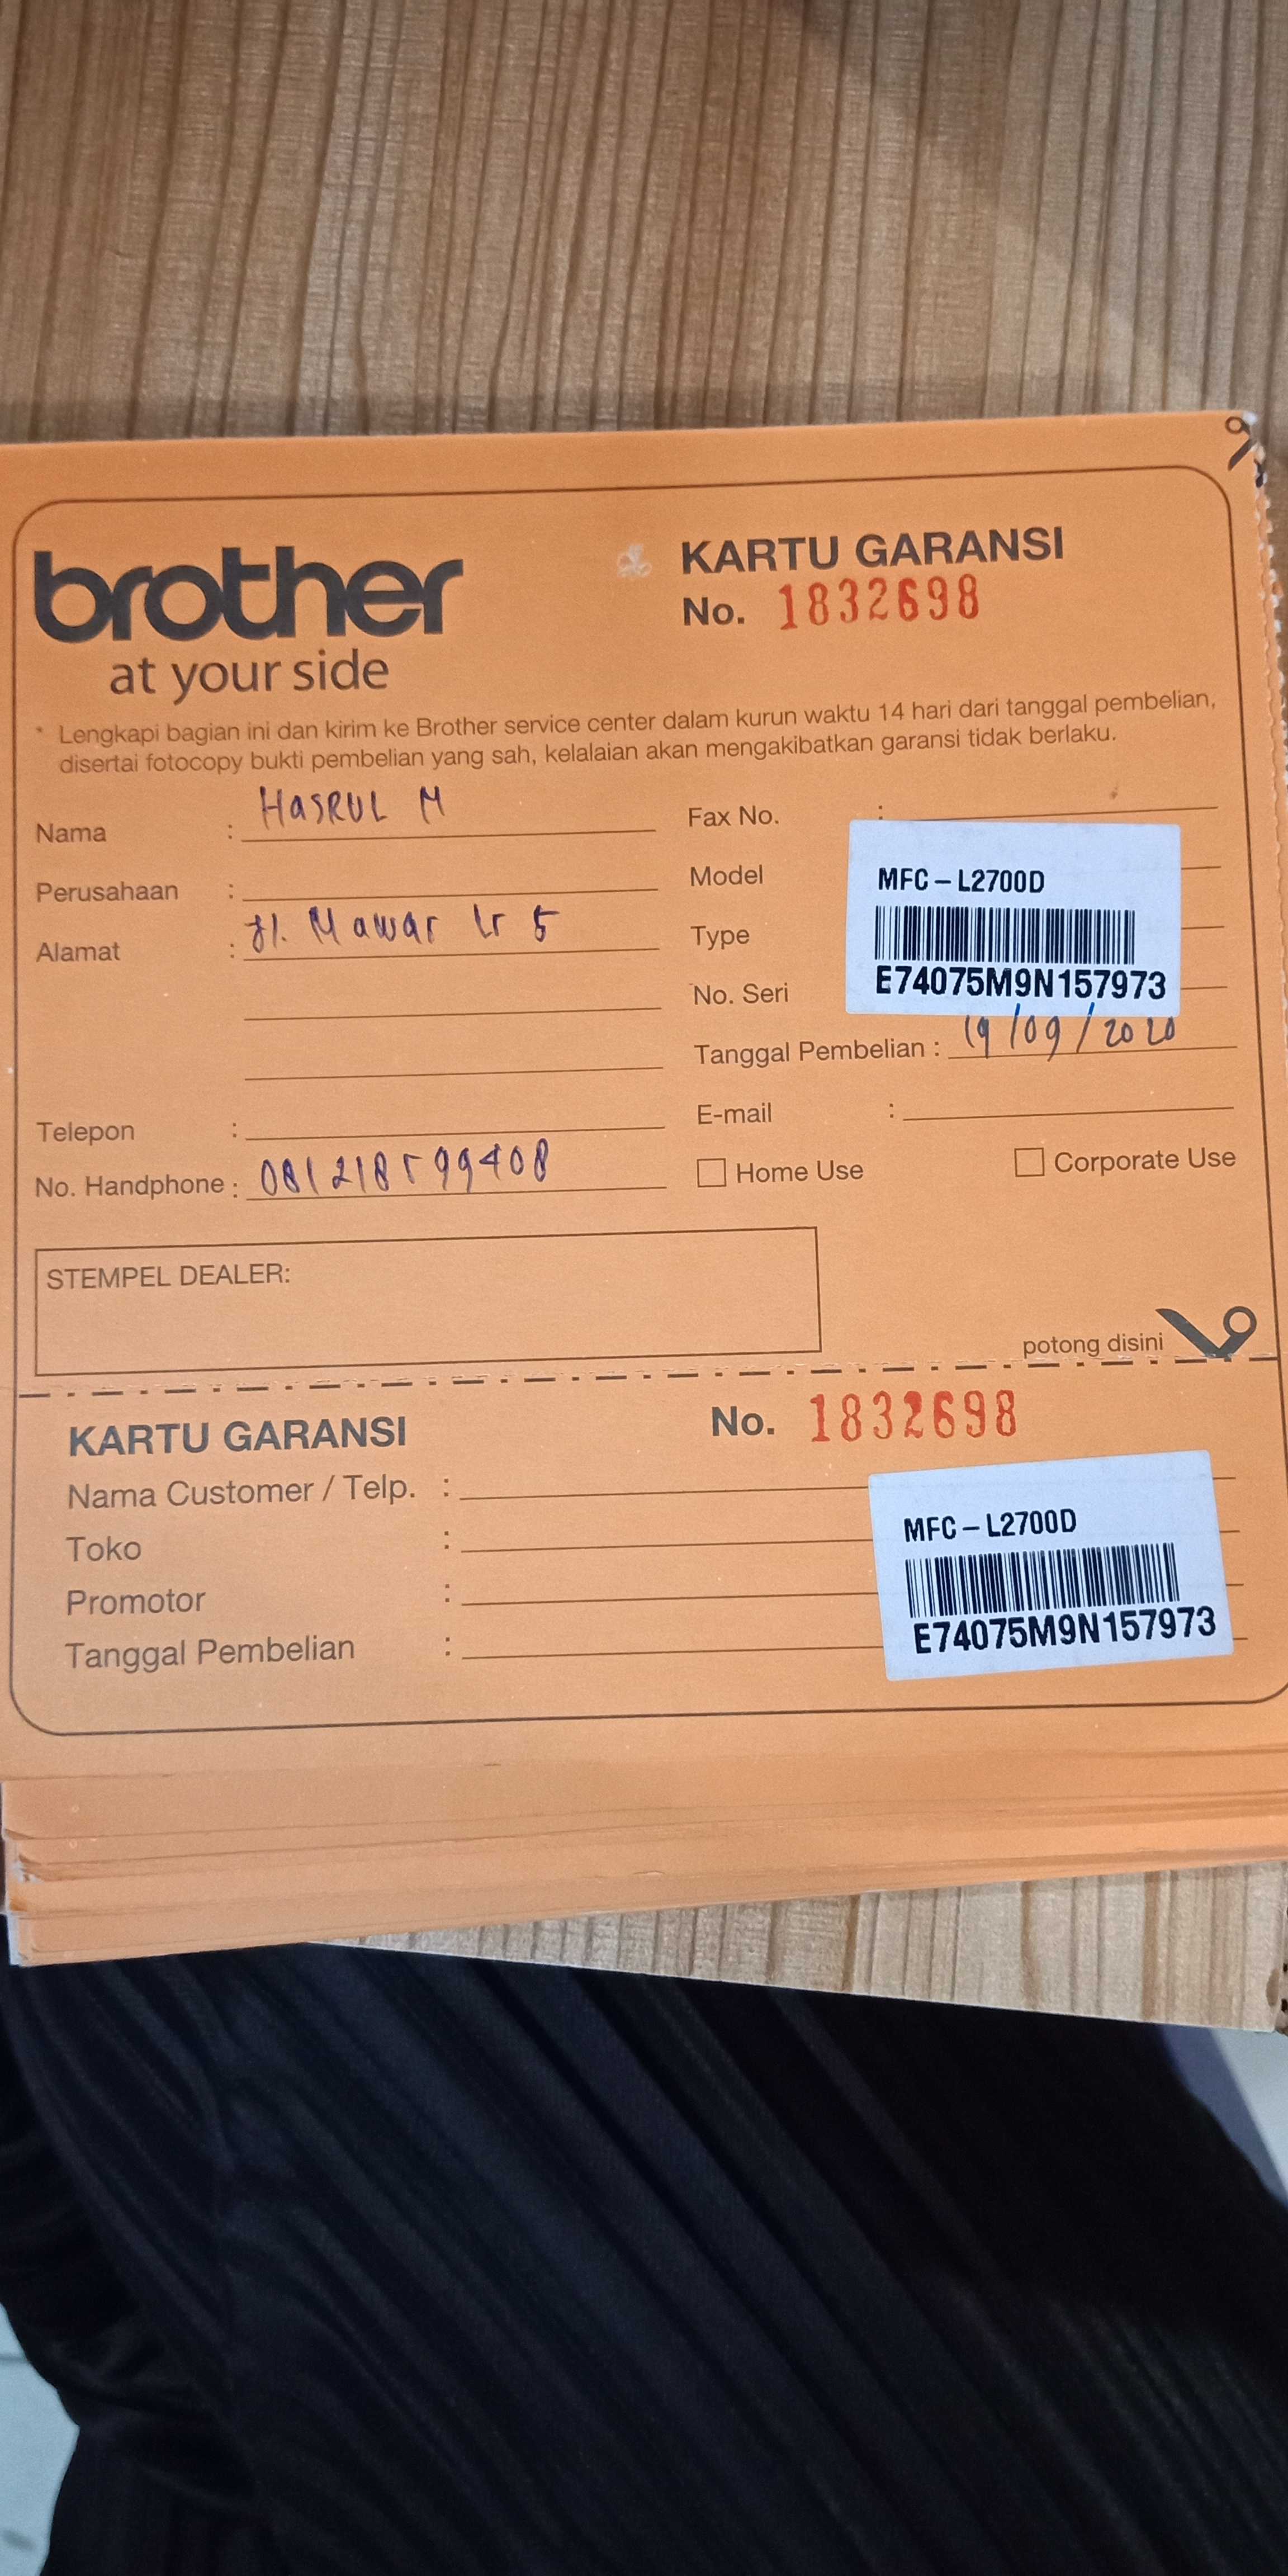 brother
at your side
KARTU GARANSI
No. 1832698
* Lengkapi bagian ini dan kirim ke Brother service center dalam kurun waktu 14 hari dari tanggal pembelian,
disertai fotocopy bukti pembelian yang sah, kelalaian akan mengakibatkan garansi tidak berlaku.
Nama : HASRUL M
Perusahaan :
Alamat : Jl. Mawar lr 5
Telepon :
No. Handphone : 081218599408
Fax No. :
Model
Type
No. Seri
MFC – L2700D
E74075M9N157973
Tanggal Pembelian : 19/09/2020
E-mail :
Home Use
Corporate Use
STEMPEL DEALER:
potong disini
KARTU GARANSI
No. 1832698
Nama Customer / Telp. :
Toko :
Promotor :
Tanggal Pembelian :
MFC – L2700D
E74075M9N157973